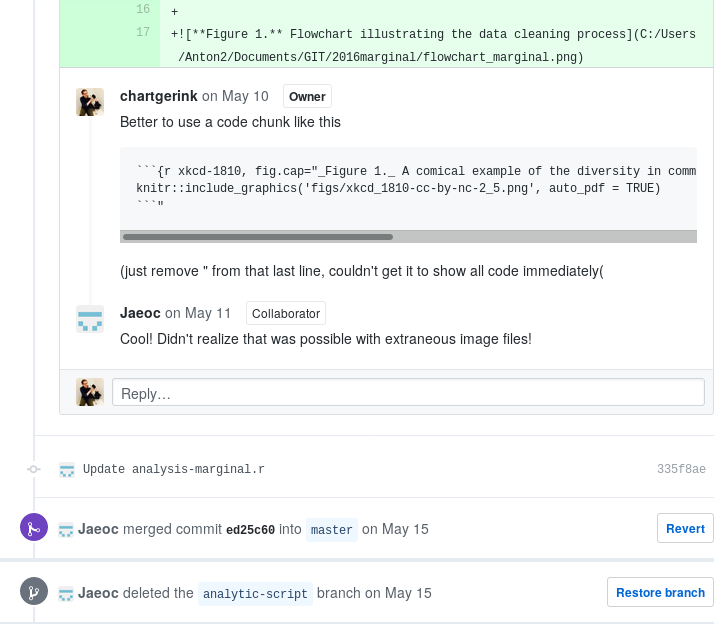 16 +
17 +![**Figure 1.** Flowchart illustrating the data cleaning process](C:/Users
/Anton2/Documents/GIT/2016marginal/flowchart_marginal.png)
chartgerink on May 10 Owner
Better to use a code chunk like this
```{r xkcd-1810, fig.cap="_Figure 1._ A comical example of the diversity in comm
knitr::include_graphics('figs/xkcd_1810-cc-by-nc-2_5.png', auto_pdf = TRUE)
```"
(just remove " from that last line, couldn't get it to show all code immediately(
Jaeoc on May 11 Collaborator
Cool! Didn't realize that was possible with extraneous image files!
Reply…
Update analysis-marginal.r 335f8ae
Jaeoc merged commit ed25c60 into master on May 15 Revert
Jaeoc deleted the analytic-script branch on May 15 Restore branch